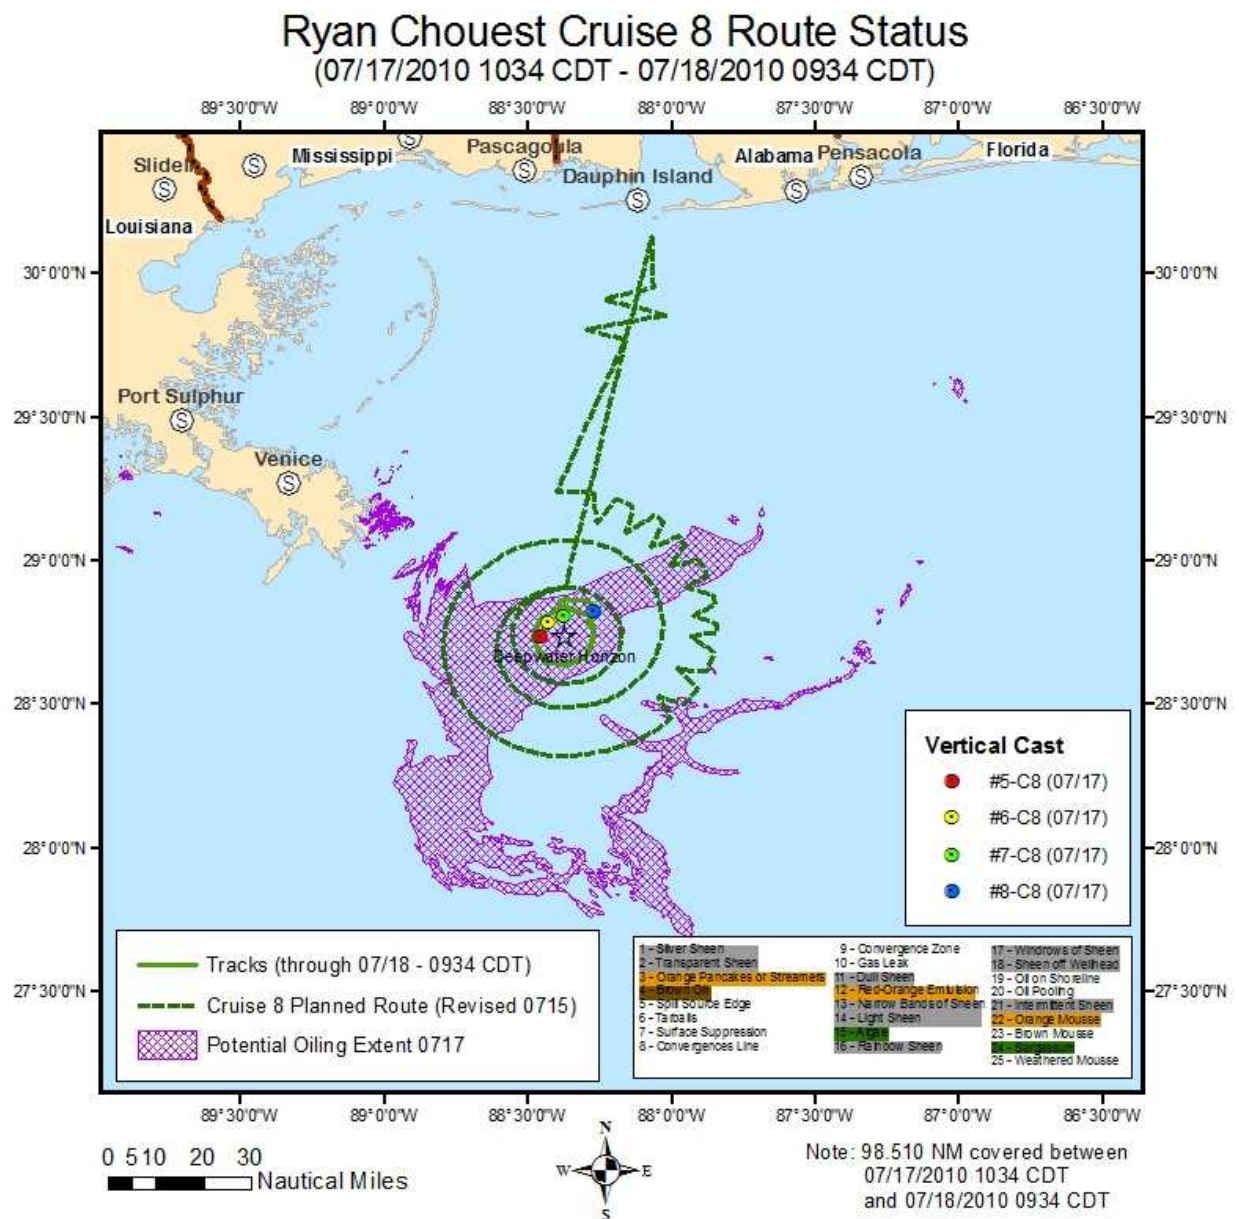 Ryan Chouest Cruise 8 Route Status
(07/17/2010 1034 CDT - 07/18/2010 0934 CDT)
89°30'0"W 89°0'0"W 88°30'0"W 88°0'0"W 87°30'0"W 87°0'0"W 86°30'0"W
Slidell
Mississippi
Pascagoula
Dauphin Island
Alabama
Pensacola
Florida
Louisiana
30°0'0"N 30°0'0"N
Port Sulphur
29°30'0"N 29°30'0"N
Venice
29°0'0"N 29°0'0"N
Deepwater Horizon
28°30'0"N 28°30'0"N
Vertical Cast
#5-C8 (07/17)
#6-C8 (07/17)
#7-C8 (07/17)
#8-C8 (07/17)
28°0'0"N 28°0'0"N
Tracks (through 07/18 - 0934 CDT)
Cruise 8 Planned Route (Revised 0715)
Potential Oiling Extent 0717
27°30'0"N 27°30'0"N
1 - Silver Sheen
2 - Transparent Sheen
3 - Orange Pancakes or Streamers
4 - Brown Oil
5 - Spill Source Edge
6 - Tarballs
7 - Surface Suppression
8 - Convergences Line
9 - Convergence Zone
10 - Gas Leak
11 - Dull Sheen
12 - Red-Orange Emulsion
13 - Narrow Bands of Sheen
14 - Light Sheen
15 - Algae
16 - Rainbow Sheen
17 - Windrows of Sheen
18 - Sheen off Wellhead
19 - Oil on Shoreline
20 - Oil Pooling
21 - Intermittent Sheen
22 - Orange Mousse
23 - Brown Mousse
24 - Sargassum
25 - Weathered Mousse
89°30'0"W 89°0'0"W 88°30'0"W 88°0'0"W 87°30'0"W 87°0'0"W 86°30'0"W
0 5 10 20 30
Nautical Miles
N
W E
S
Note: 98.510 NM covered between
07/17/2010 1034 CDT
and 07/18/2010 0934 CDT